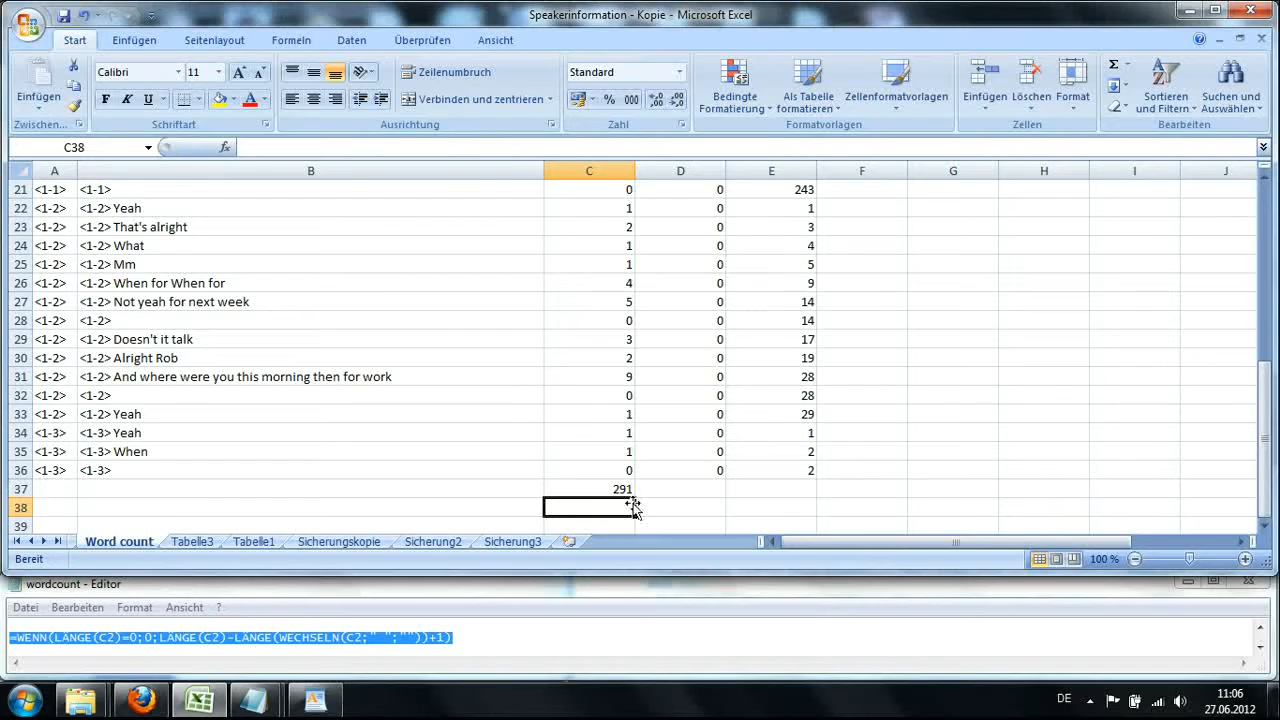 Speakerinformation - Kopie - Microsoft Excel
Start Einfügen Seitenlayout Formeln Daten Überprüfen Ansicht
Einfügen
Zwischen...
Calibri 11
F K U
Schriftart
Zeilenumbruch
Verbinden und zentrieren
Ausrichtung
Standard
% 000
Zahl
Bedingte Formatierung
Als Tabelle formatieren
Zellenformatvorlagen
Formatvorlagen
Einfügen Löschen Format
Zellen
Sortieren und Filtern
Suchen und Auswählen
Bearbeiten
C38 fx
A B C D E F G H I J
21 <1-1> <1-1> 0 0 243
22 <1-2> <1-2> Yeah 1 0 1
23 <1-2> <1-2> That's alright 2 0 3
24 <1-2> <1-2> What 1 0 4
25 <1-2> <1-2> Mm 1 0 5
26 <1-2> <1-2> When for When for 4 0 9
27 <1-2> <1-2> Not yeah for next week 5 0 14
28 <1-2> <1-2> 0 0 14
29 <1-2> <1-2> Doesn't it talk 3 0 17
30 <1-2> <1-2> Alright Rob 2 0 19
31 <1-2> <1-2> And where were you this morning then for work 9 0 28
32 <1-2> <1-2> 0 0 28
33 <1-2> <1-2> Yeah 1 0 29
34 <1-3> <1-3> Yeah 1 0 1
35 <1-3> <1-3> When 1 0 2
36 <1-3> <1-3> 0 0 2
37 291
38
39
Word count Tabelle3 Tabelle1 Sicherungskopie Sicherung2 Sicherung3
Bereit 100 %
wordcount - Editor
Datei Bearbeiten Format Ansicht ?
=WENN(LÄNGE(C2)=0;0;LÄNGE(C2)-LÄNGE(WECHSELN(C2;" ";""))+1)
DE 11:06
27.06.2012